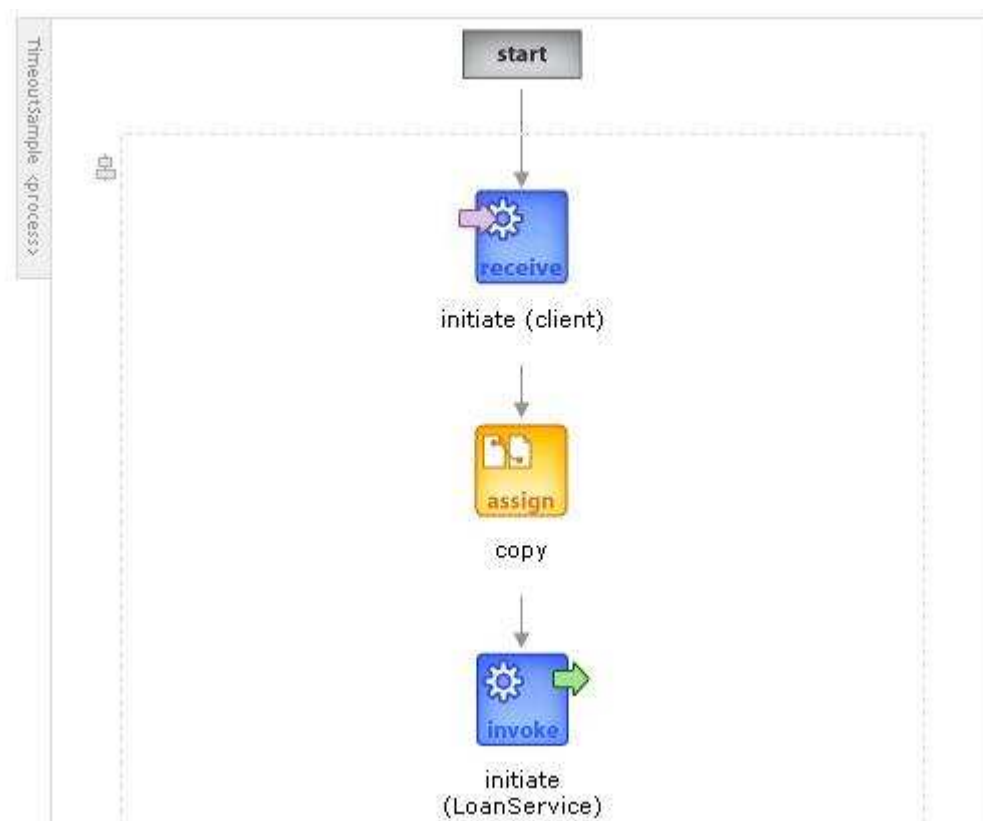 TimeoutSample <process>
start
receive
initiate (client)
assign
copy
invoke
initiate
(LoanService)